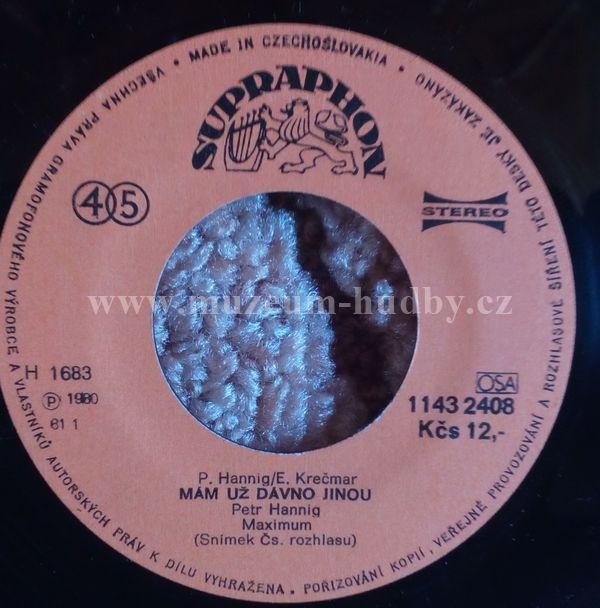 VŠECHNA PRÁVA GRAMOFONOVÉHO VÝROBCE A VLASTNÍKŮ AUTORSKÝCH PRÁV K DÍLU VYHRAŽENA • POŘIZOVÁNÍ KOPIÍ, VEŘEJNÉ PROVOZOVÁNÍ A ROZHLASOVÉ ŠÍŘENÍ TÉTO DESKY JE ZAKÁZÁNO • MADE IN CZECHOSLOVAKIA •
SUPRAPHON
45
STEREO
www.muzeum-hudby.cz
H 1683
Ⓟ 1980
61 1
OSA
1143 2408
Kčs 12,-
P. Hannig/E. Krečmar
MÁM UŽ DÁVNO JINOU
Petr Hannig
Maximum
(Snímek Čs. rozhlasu)